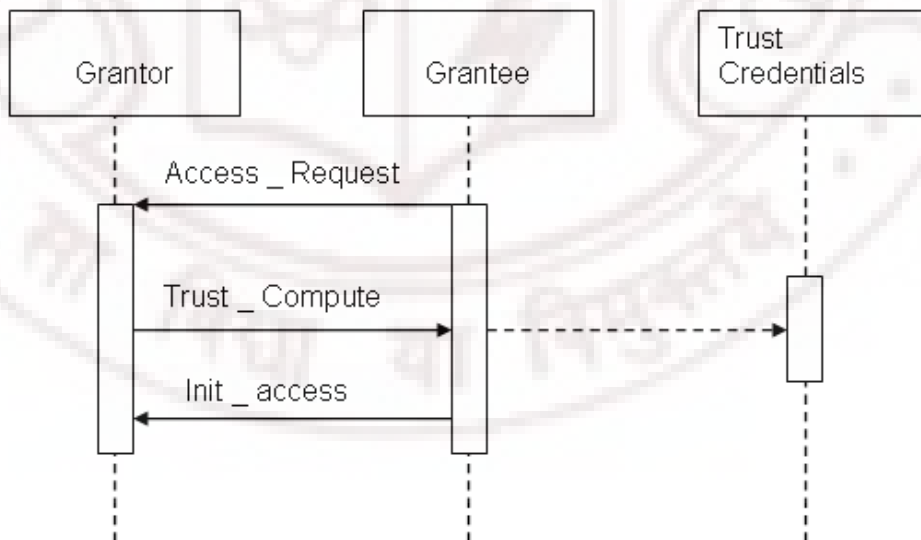 Grantor
Grantee
Trust
Credentials
Access _ Request
Trust _ Compute
Init _ access